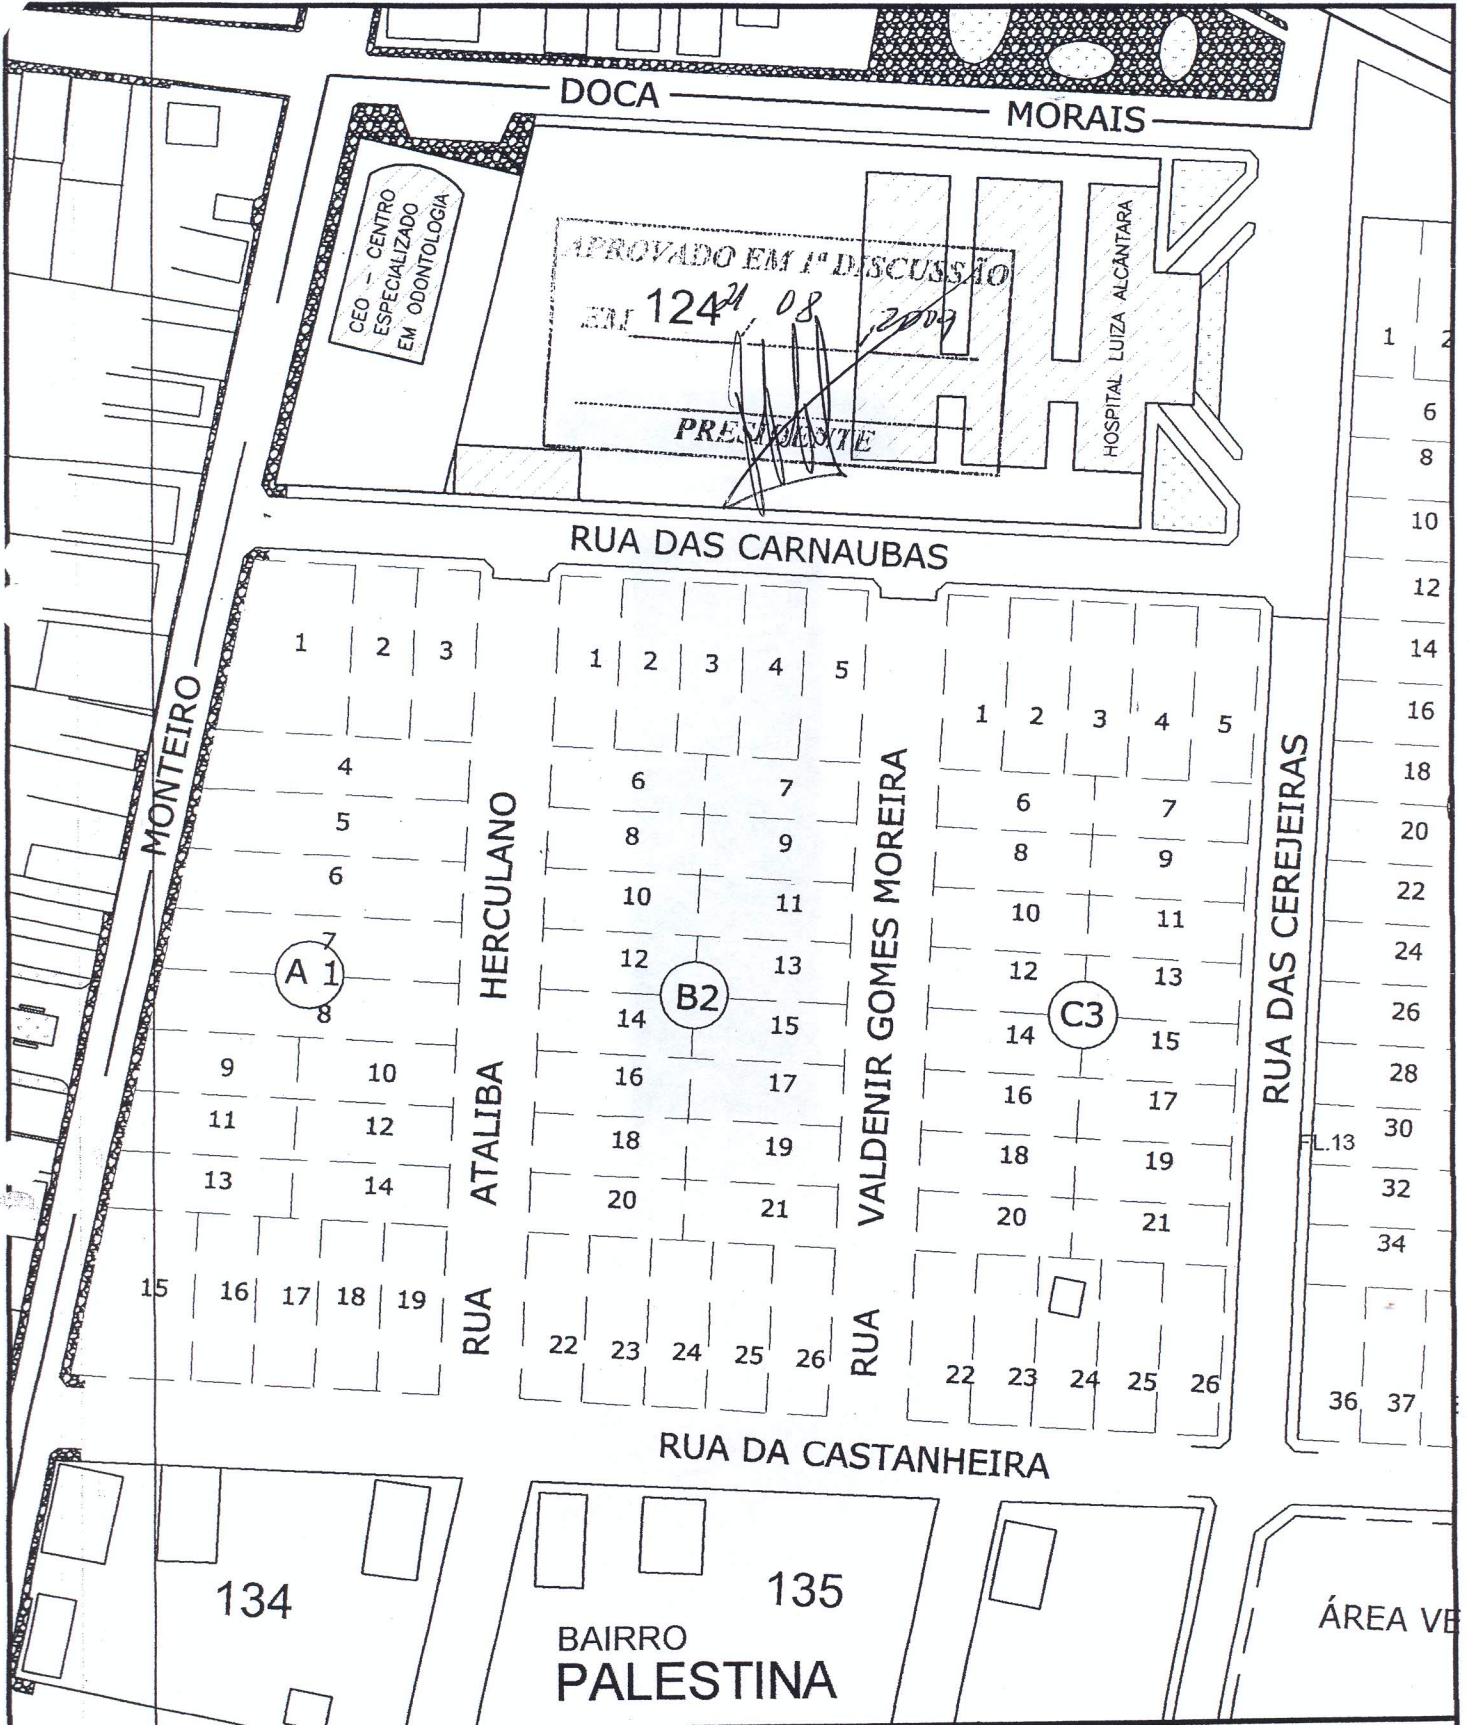 DOCA
MORAIS
CEO - CENTRO
ESPECIALIZADO
EM ODONTOLOGIA
APROVADO EM 1ª DISCUSSÃO
EM 124 21, 08, 2009
PRESIDENTE
HOSPITAL LUIZA ALCÂNTARA
RUA DAS CARNAUBAS
MONTEIRO
1 2 3
4
5
6
7
A 1
8
9 10
11 12
13 14
15 16 17 18 19
RUA ATALIBA HERCULANO
1 2 3 4 5
6 7
8 9
10 11
12 13
B2
14 15
16 17
18 19
20 21
22 23 24 25 26
RUA VALDENIR GOMES MOREIRA
1 2 3 4 5
6 7
8 9
10 11
12 13
C3
14 15
16 17
18 19
20 21
22 23 24 25 26
RUA DAS CEREJEIRAS
1 2
6
8
10
12
14
16
18
20
22
24
26
28
30
FL.13
32
34
36 37
RUA DA CASTANHEIRA
134
135
BAIRRO
PALESTINA
ÁREA VE